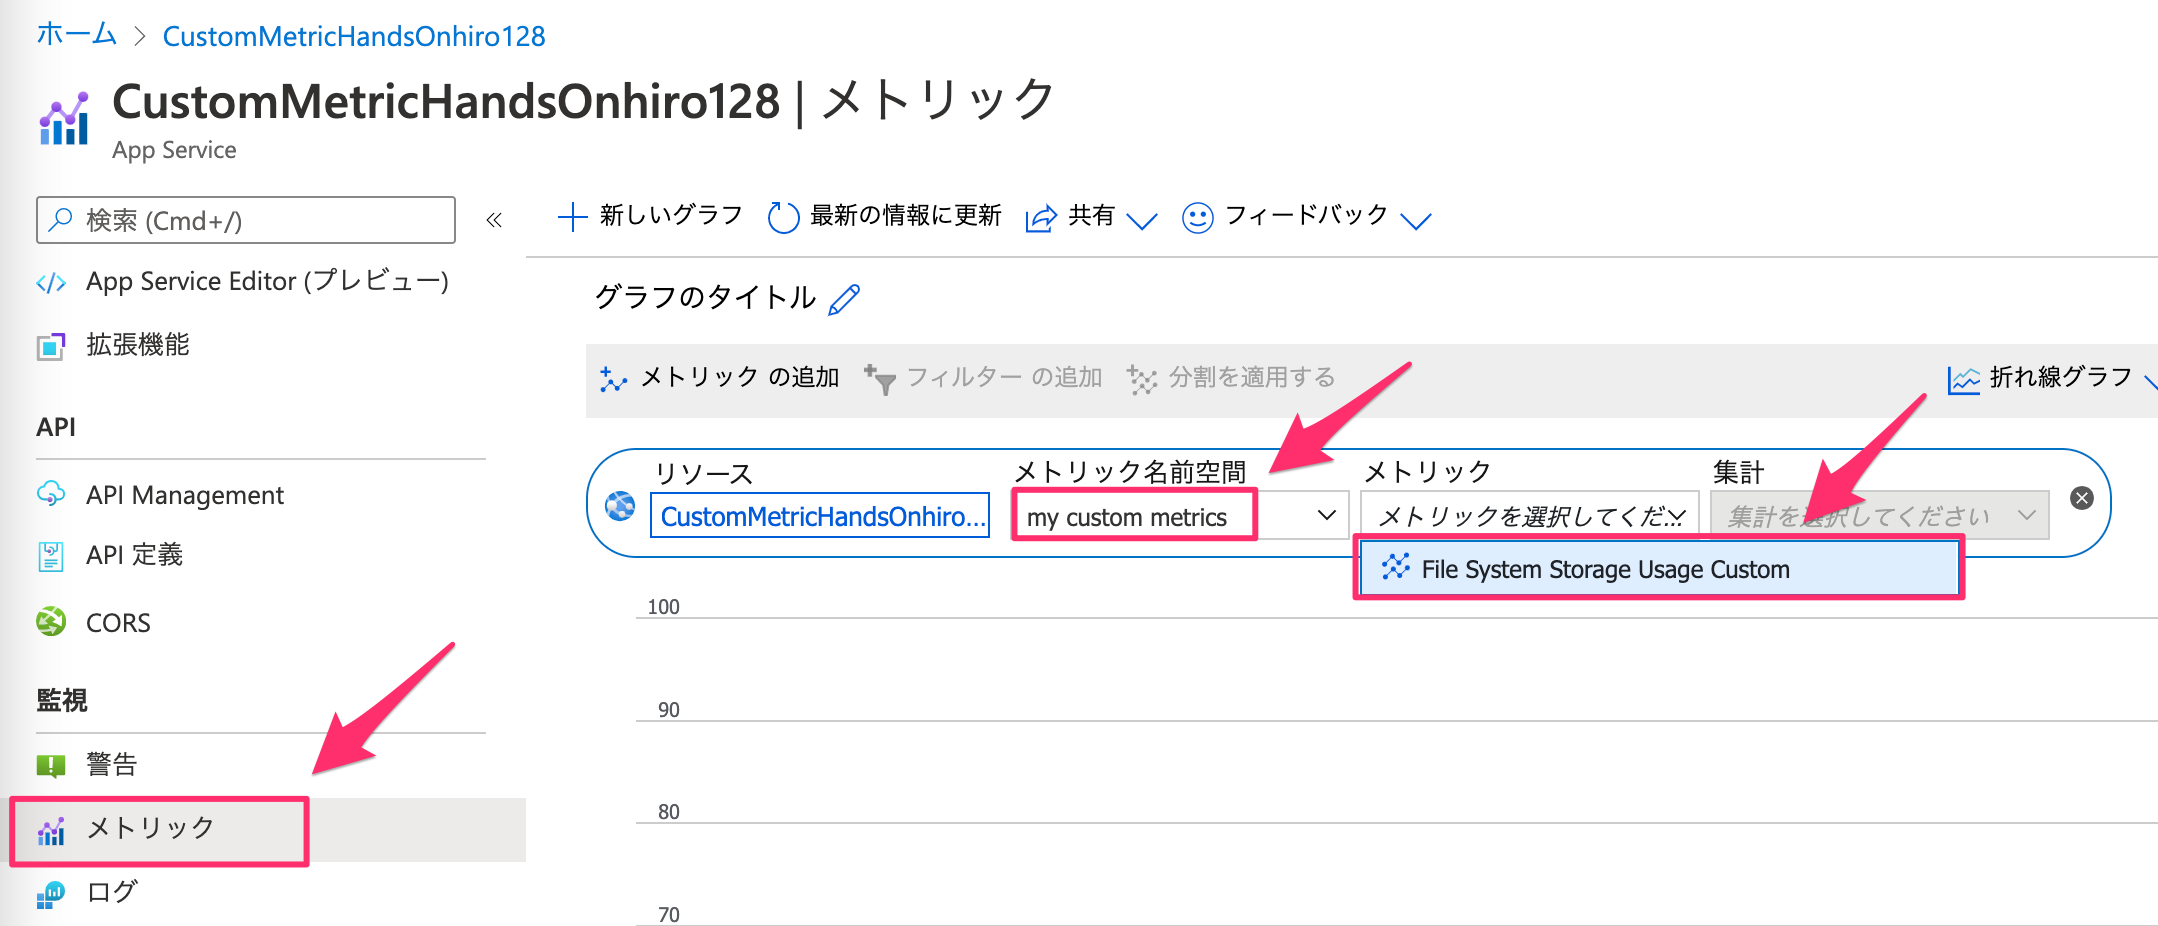 ホーム > CustomMetricHandsOnhiro128
CustomMetricHandsOnhiro128 | メトリック
App Service
検索 (Cmd+/)
«
新しいグラフ 最新の情報に更新 共有 フィードバック
App Service Editor (プレビュー)
拡張機能
API
API Management
API 定義
CORS
監視
警告
メトリック
ログ
グラフのタイトル
メトリック の追加 フィルター の追加 分割を適用する 折れ線グラフ
リソース メトリック名前空間 メトリック 集計
CustomMetricHandsOnhiro... my custom metrics メトリックを選択してくだ... 集計を選択してください
File System Storage Usage Custom
100
90
80
70